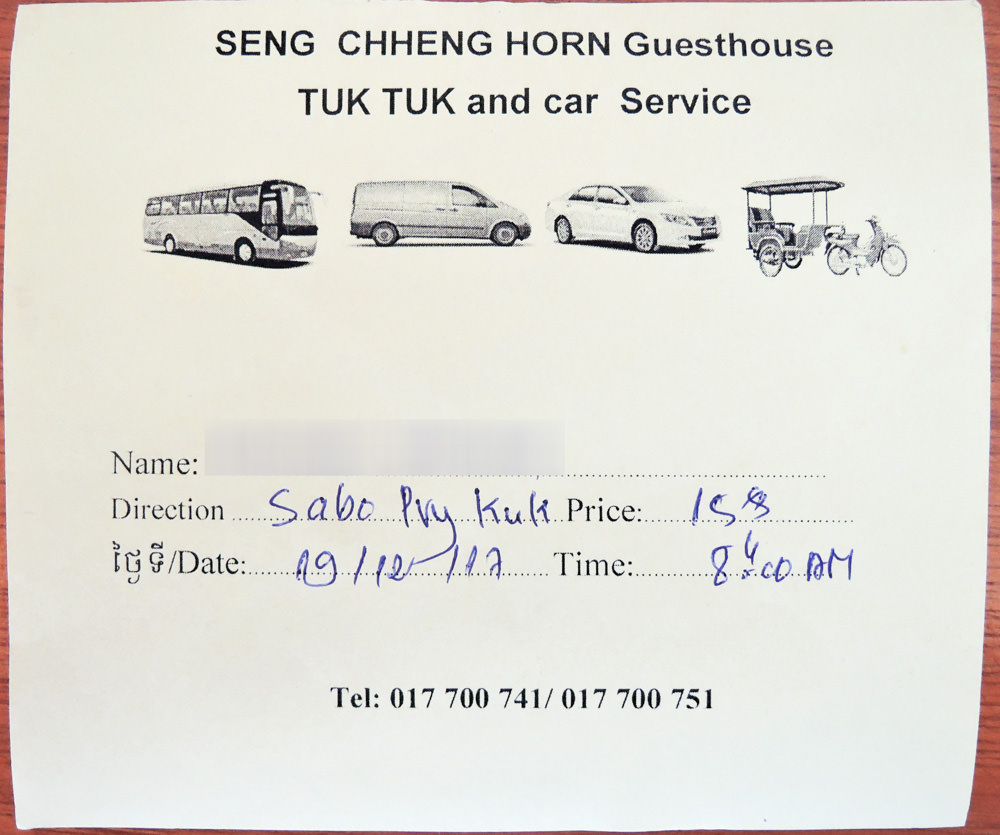 SENG CHHENG HORN Guesthouse
TUK TUK and car Service
Name:
Direction Sabo Pry Kuk Price: 15$
ថ្ងៃទី/Date: 19/12/17 Time: 8:00 AM
Tel: 017 700 741/ 017 700 751